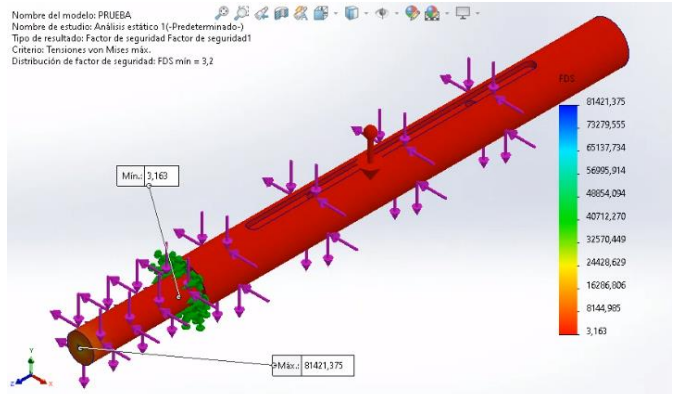 Nombre del modelo: PRUEBA
Nombre de estudio: Análisis estático 1(-Predeterminado-)
Tipo de resultado: Factor de seguridad Factor de seguridad1
Criterio: Tensiones von Mises máx.
Distribución de factor de seguridad: FDS mín = 3,2
FDS
81421,375
73279,555
65137,734
56995,914
48854,094
40712,270
32570,449
24428,629
16286,806
8144,985
3,163
Mín.: 3,163
Máx.: 81421,375
Y
Z
X